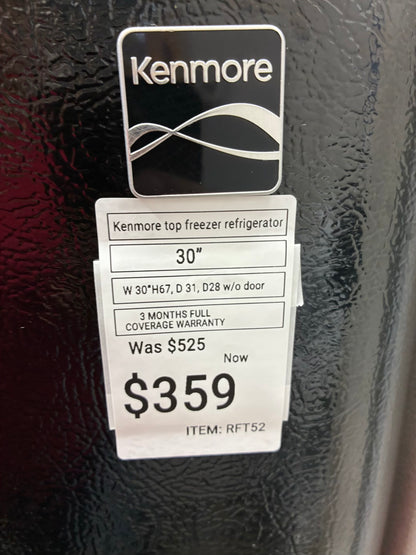 Kenmore
Kenmore top freezer refrigerator
30"
W 30"H67, D 31, D28 w/o door
3 MONTHS FULL
COVERAGE WARRANTY
Was $525
Now
$359
ITEM: RFT52